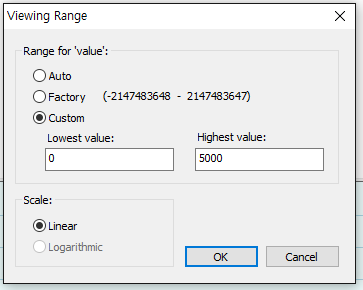 Viewing Range
Range for 'value':
Auto
Factory (-2147483648 - 2147483647)
Custom
Lowest value: Highest value:
0 5000
Scale:
Linear
Logarithmic
OK Cancel